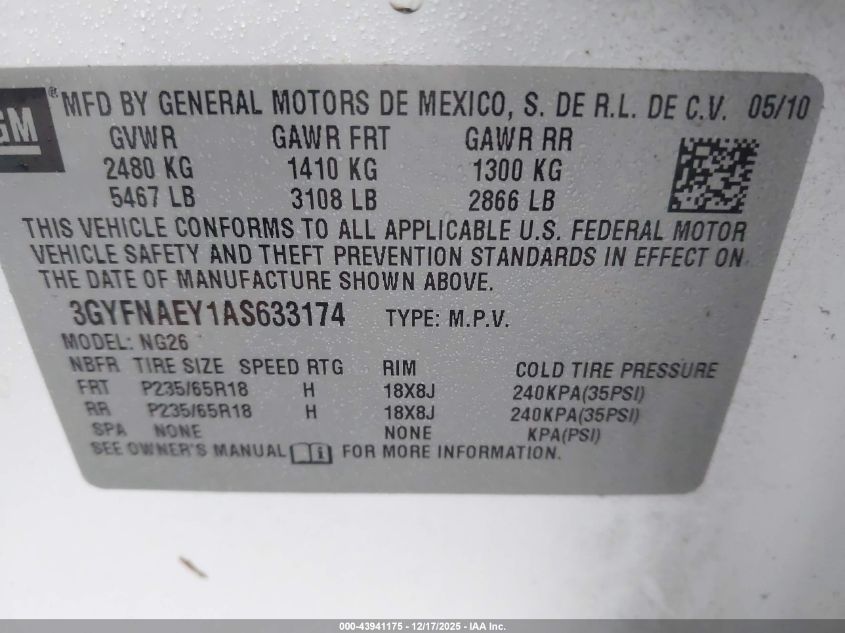 GM
® MFD BY GENERAL MOTORS DE MEXICO, S. DE R.L. DE C.V. 05/10
GVWR GAWR FRT GAWR RR
2480 KG 1410 KG 1300 KG
5467 LB 3108 LB 2866 LB
THIS VEHICLE CONFORMS TO ALL APPLICABLE U.S. FEDERAL MOTOR
VEHICLE SAFETY AND THEFT PREVENTION STANDARDS IN EFFECT ON
THE DATE OF MANUFACTURE SHOWN ABOVE.
3GYFNAEY1AS633174 TYPE: M.P.V.
MODEL: NG26
NBFR TIRE SIZE SPEED RTG RIM COLD TIRE PRESSURE
FRT P235/65R18 H 18X8J 240KPA(35PSI)
RR P235/65R18 H 18X8J 240KPA(35PSI)
SPA NONE NONE KPA(PSI)
SEE OWNER'S MANUAL i FOR MORE INFORMATION.
000 - 43941175 - 12/17/2025 - IAA Inc.